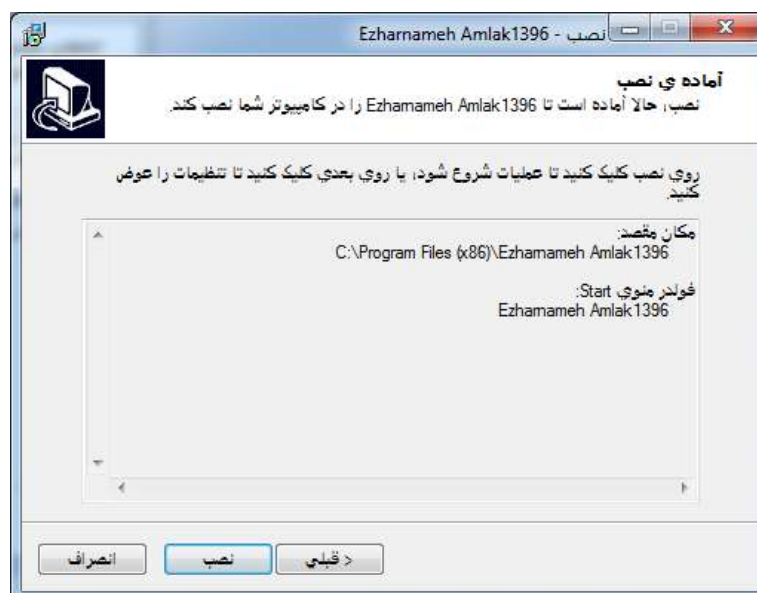 نصب - Ezharnameh Amlak1396
آماده ي نصب
نصب، حالا آماده است تا Ezharnameh Amlak1396 را در کامپیوتر شما نصب کند.
روي نصب کلیک کنید تا عملیات شروع شود، یا روي بعدي کلیک کنید تا تنظیمات را عوض
کنید.
مکان مقصد:
C:\Program Files (x86)\Ezharnameh Amlak1396
فولدر منوي Start:
Ezharnameh Amlak1396
< قبلي
نصب
انصراف